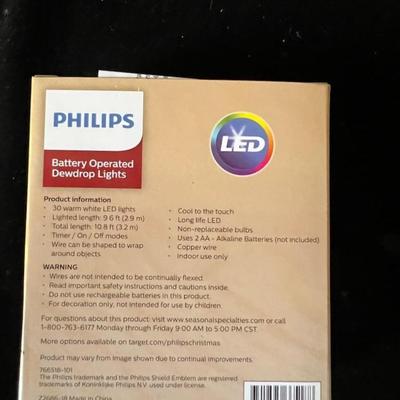 PHILIPS
LED
Battery Operated
Dewdrop Lights
Product information
• 30 warm white LED lights
• Lighted length: 9.6 ft (2.9 m)
• Total length: 10.8 ft (3.2 m)
• Timer / On / Off modes
• Wire can be shaped to wrap
around objects
• Cool to the touch
• Long life LED
• Non-replaceable bulbs
• Uses 2 AA - Alkaline Batteries (not included)
• Copper wire
• Indoor use only
WARNING
• Wires are not intended to be continually flexed.
• Read important safety instructions and cautions inside.
• Do not use rechargeable batteries in this product.
• For decoration only, not intended for use of illumination.
For questions about this product: visit www.seasonalspecialties.com or call
1-800-763-6177 Monday through Friday 9:00 AM to 5:00 PM CST.
More options available on target.com/philipschristmas
Product may vary from image shown due to continual improvements.
766518-101
The Philips trademark and the Philips Shield Emblem are registered
trademarks of Koninklijke Philips N.V. used under license.
72686-18 Made in China